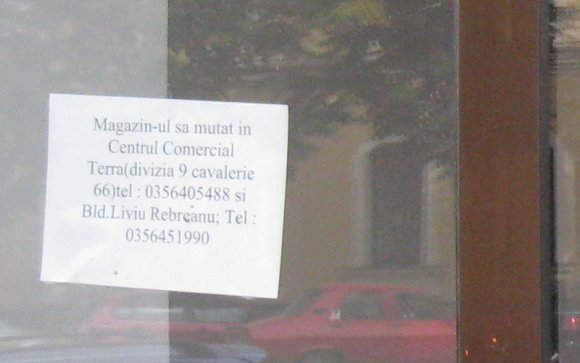 Magazin-ul sa mutat in
Centrul Comercial
Terra(divizia 9 cavalerie
66)tel : 0356405488 si
Bld.Liviu Rebreanu; Tel :
0356451990